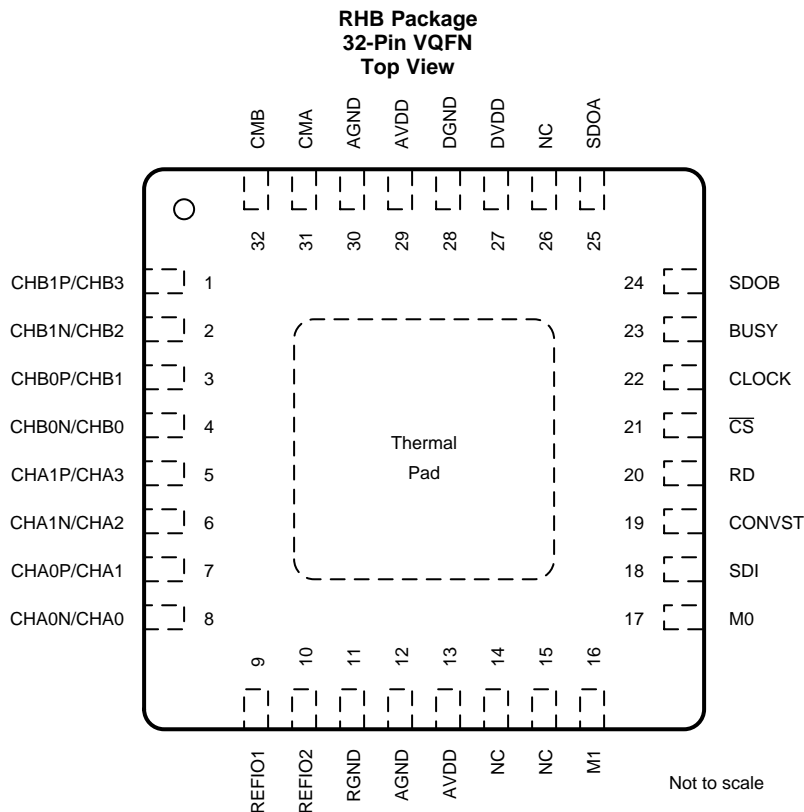 RHB Package
32-Pin VQFN
Top View
CMB
CMA
AGND
AVDD
DGND
DVDD
NC
SDOA
32
31
30
29
28
27
26
25
CHB1P/CHB3 1
CHB1N/CHB2 2
CHB0P/CHB1 3
CHB0N/CHB0 4
CHA1P/CHA3 5
CHA1N/CHA2 6
CHA0P/CHA1 7
CHA0N/CHA0 8
Thermal
Pad
24 SDOB
23 BUSY
22 CLOCK
21 C̅S̅
20 RD
19 CONVST
18 SDI
17 M0
9
10
11
12
13
14
15
16
REFIO1
REFIO2
RGND
AGND
AVDD
NC
NC
M1
Not to scale